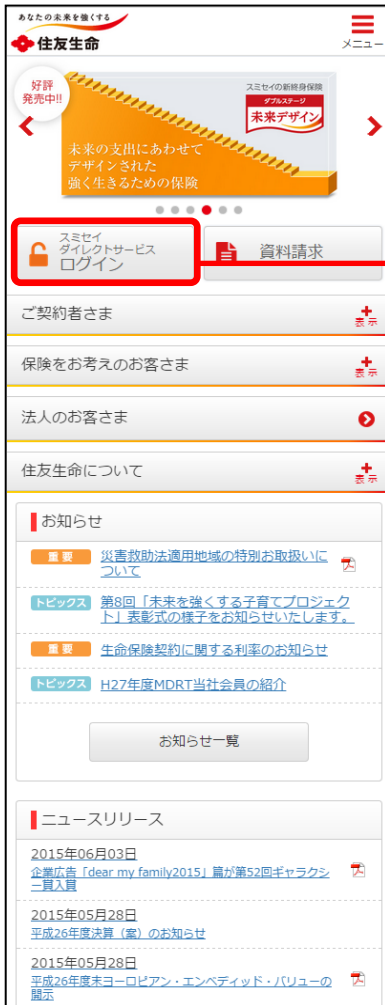 あなたの未来を強くする
住友生命
メニュー
好評
発売中!!
スミセイの新終身保険
ダブルステージ
未来デザイン
未来の支出にあわせて
デザインされた
強く生きるための保険
スミセイ
ダイレクトサービス
ログイン
資料請求
ご契約者さま
表示
保険をお考えのお客さま
表示
法人のお客さま
住友生命について
表示
お知らせ
重要 災害救助法適用地域の特別お取扱いに
ついて
トピックス 第8回「未来を強くする子育てプロジェク
ト」表彰式の様子をお知らせいたします。
重要 生命保険契約に関する利率のお知らせ
トピックス H27年度MDRT当社会員の紹介
お知らせ一覧
ニュースリリース
2015年06月03日
企業広告「dear my family2015」篇が第52回ギャラクシ
ー賞入賞
2015年05月28日
平成26年度決算（案）のお知らせ
2015年05月28日
平成26年度末ヨーロピアン・エンベディッド・バリューの
開示